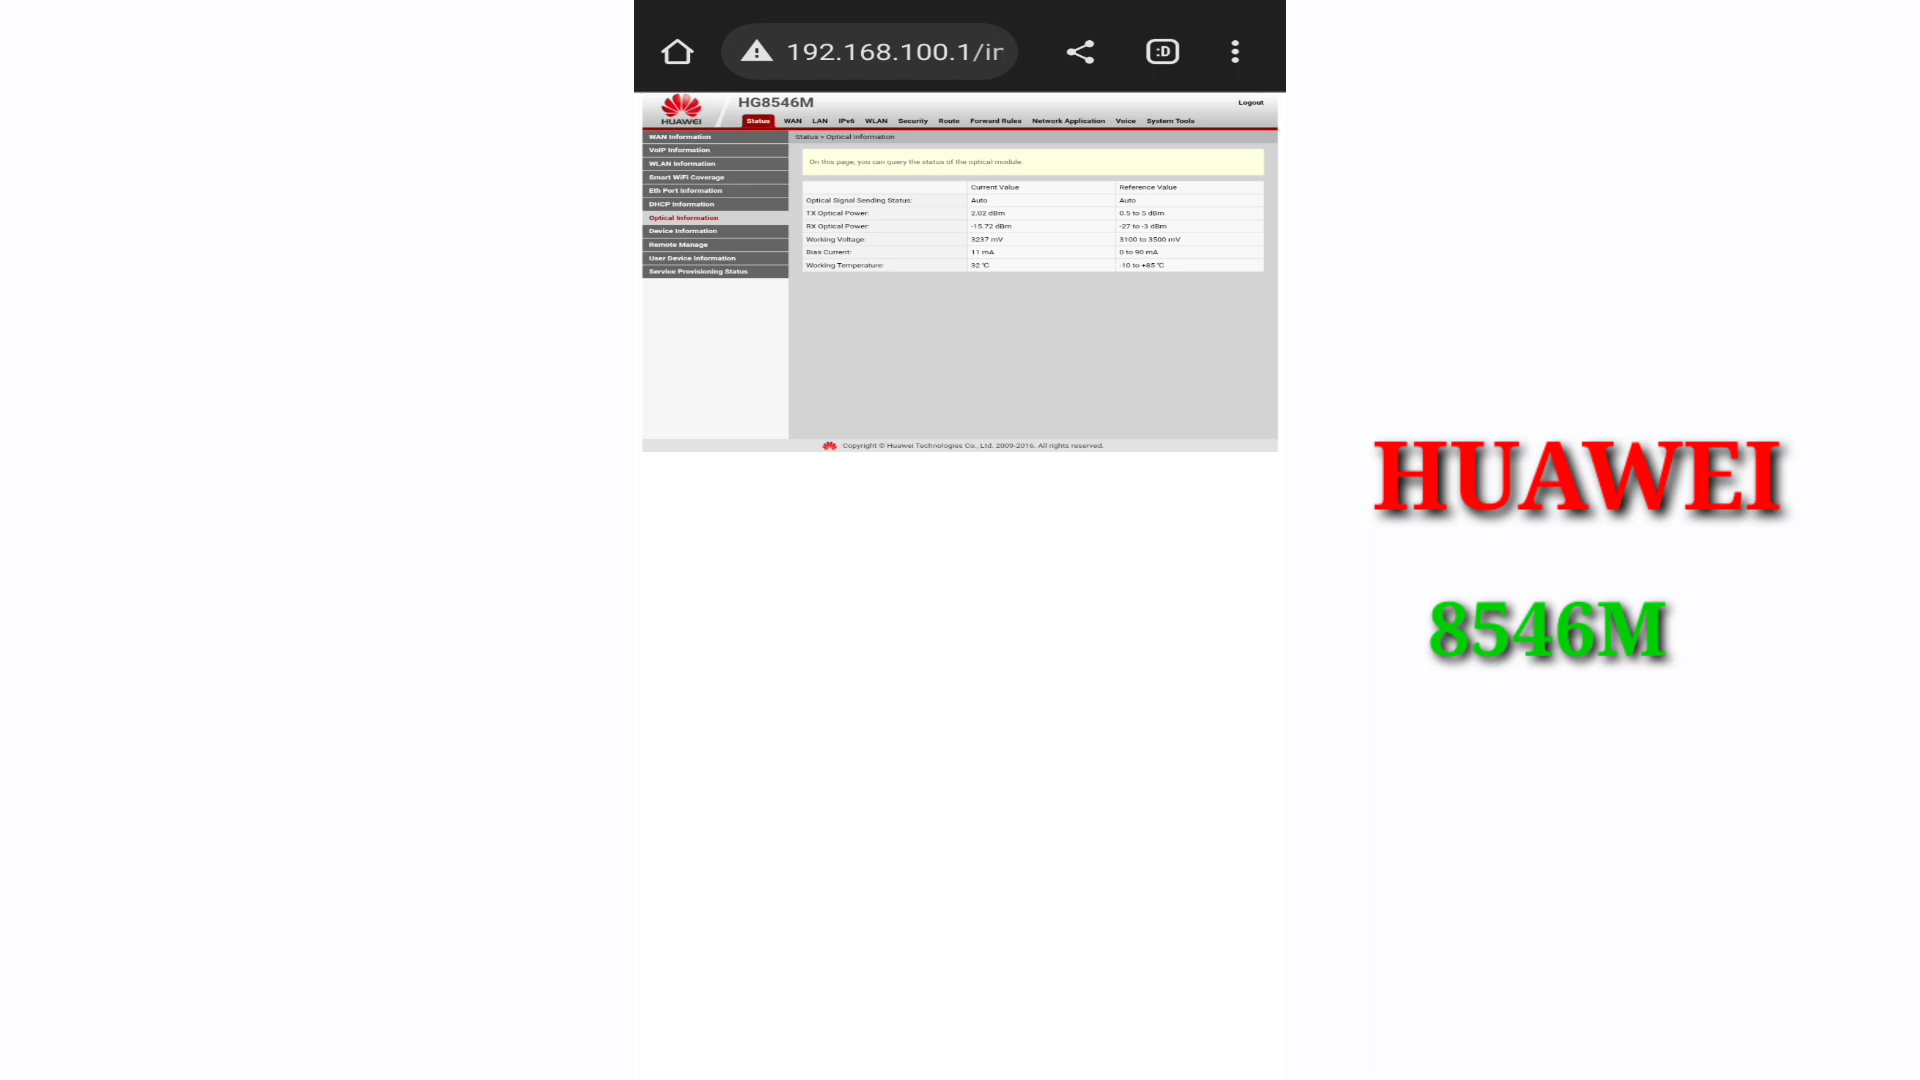 192.168.100.1/in
:D
HUAWEI
HG8546M
Logout
Status WAN LAN IPv6 WLAN Security Route Forward Rules Network Application Voice System Tools
WAN Information
VoIP Information
WLAN Information
Smart WiFi Coverage
Eth Port Information
DHCP Information
Optical Information
Device Information
Remote Manage
User Device Information
Service Provisioning Status
Status > Optical Information
On this page, you can query the status of the optical module.
Current Value Reference Value
Optical Signal Sending Status: Auto Auto
TX Optical Power: 2.02 dBm 0.5 to 5 dBm
RX Optical Power: -15.72 dBm -27 to -3 dBm
Working Voltage: 3237 mV 3100 to 3500 mV
Bias Current: 11 mA 0 to 90 mA
Working Temperature: 32 ℃ -10 to +85 ℃
Copyright © Huawei Technologies Co., Ltd. 2009-2016. All rights reserved.
HUAWEI
8546M